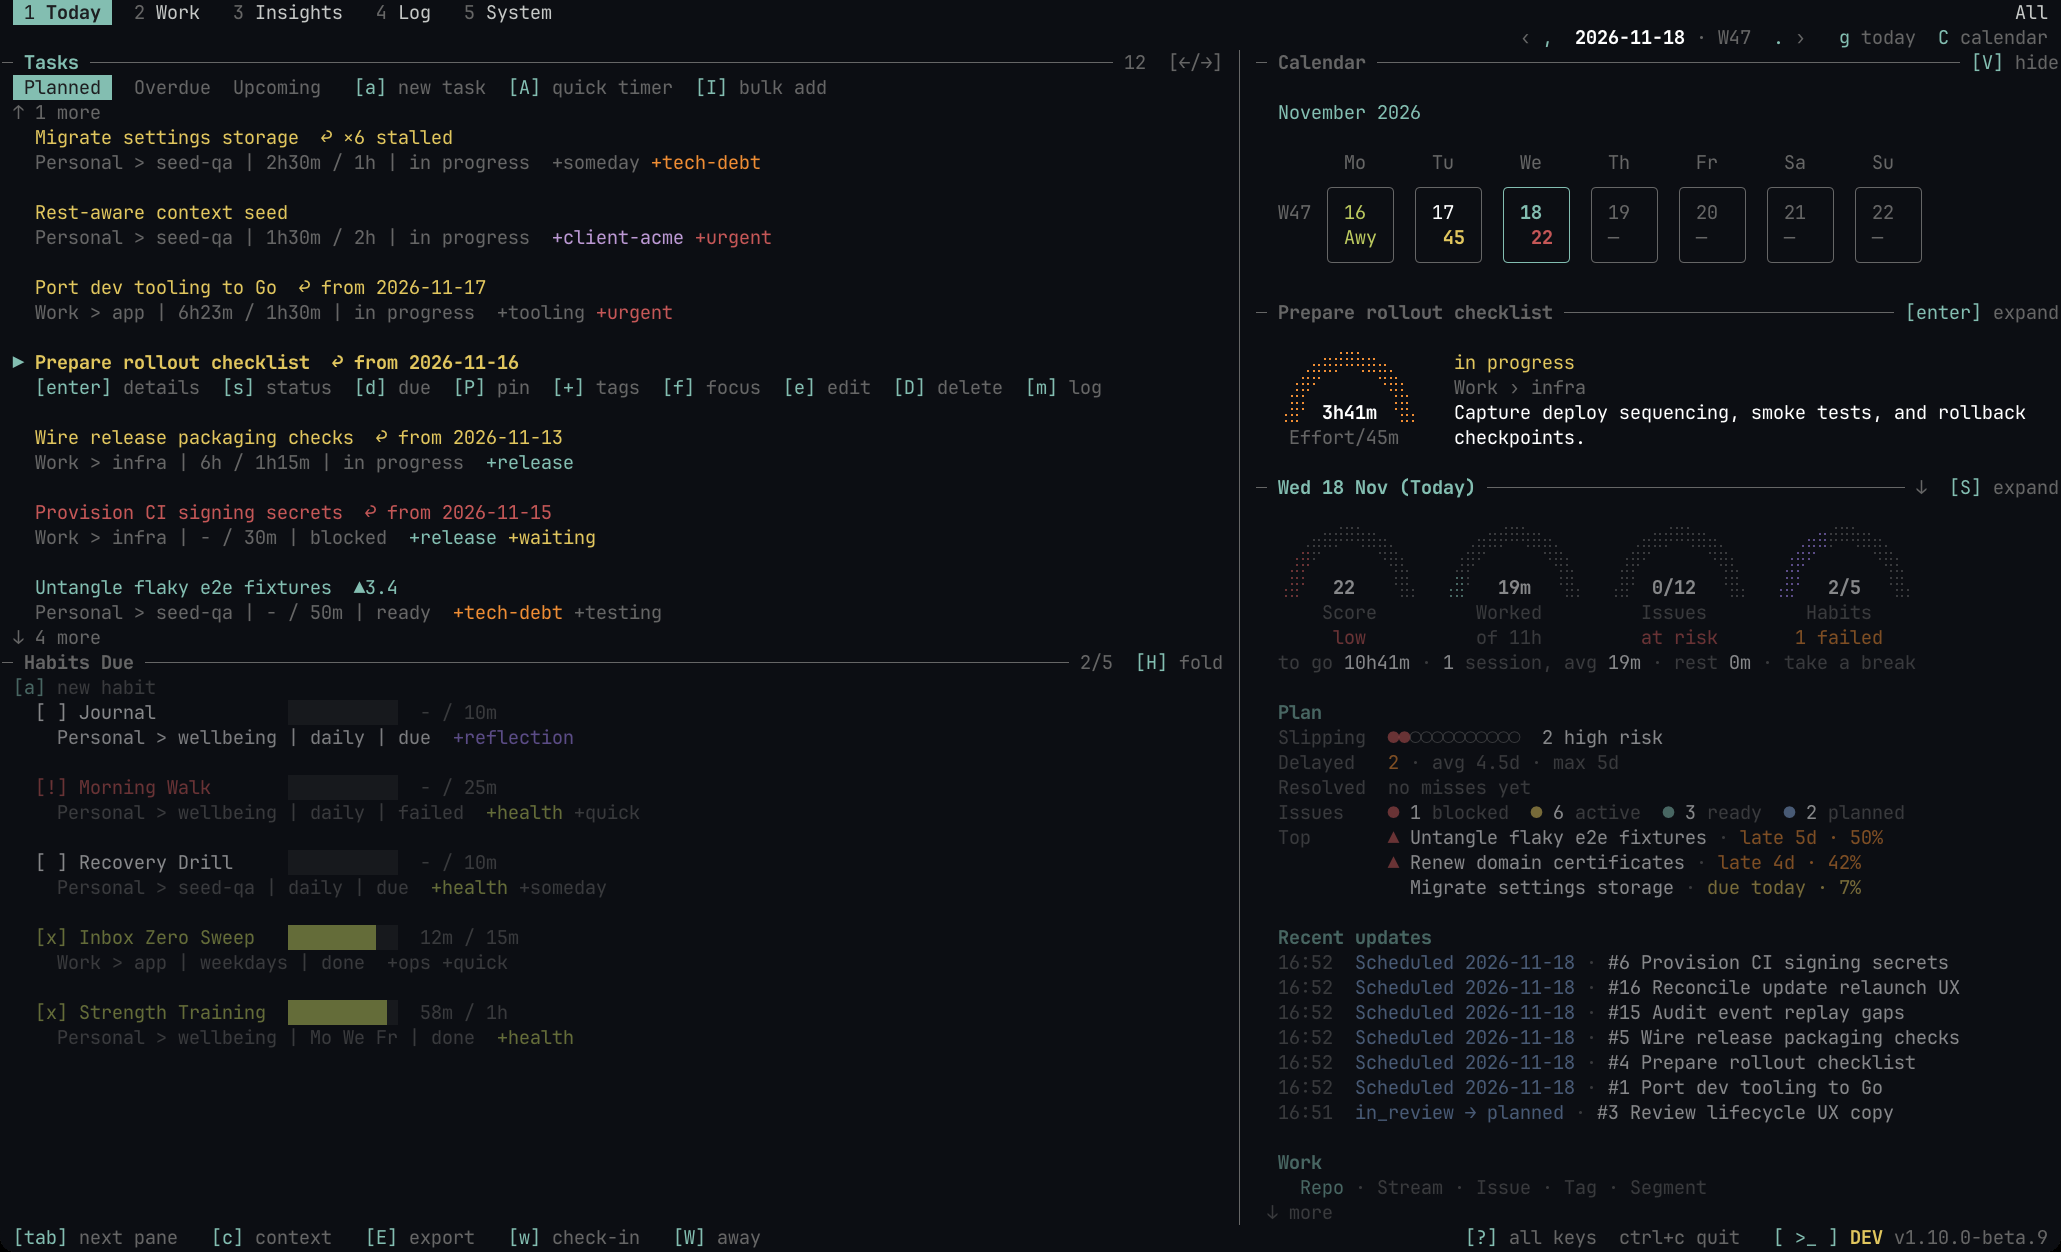 1 Today 2 Work 3 Insights 4 Log 5 System All
‹ , 2026-11-18 · W47 . › g today C calendar
Tasks 12 [←/→]
Planned Overdue Upcoming [a] new task [A] quick timer [I] bulk add
↑ 1 more
Migrate settings storage ⤶ ×6 stalled
Personal > seed-qa | 2h30m / 1h | in progress +someday +tech-debt
Rest-aware context seed
Personal > seed-qa | 1h30m / 2h | in progress +client-acme +urgent
Port dev tooling to Go ⤶ from 2026-11-17
Work > app | 6h23m / 1h30m | in progress +tooling +urgent
▶ Prepare rollout checklist ⤶ from 2026-11-16
[enter] details [s] status [d] due [P] pin [+] tags [f] focus [e] edit [D] delete [m] log
Wire release packaging checks ⤶ from 2026-11-13
Work > infra | 6h / 1h15m | in progress +release
Provision CI signing secrets ⤶ from 2026-11-15
Work > infra | - / 30m | blocked +release +waiting
Untangle flaky e2e fixtures ▲3.4
Personal > seed-qa | - / 50m | ready +tech-debt +testing
↓ 4 more
Habits Due 2/5 [H] fold
[a] new habit
[ ] Journal - / 10m
Personal > wellbeing | daily | due +reflection
[!] Morning Walk - / 25m
Personal > wellbeing | daily | failed +health +quick
[ ] Recovery Drill - / 10m
Personal > seed-qa | daily | due +health +someday
[x] Inbox Zero Sweep 12m / 15m
Work > app | weekdays | done +ops +quick
[x] Strength Training 58m / 1h
Personal > wellbeing | Mo We Fr | done +health
Calendar [V] hide
November 2026
Mo Tu We Th Fr Sa Su
W47 16 17 18 19 20 21 22
Awy 45 22 — — — —
Prepare rollout checklist [enter] expand
in progress
Work › infra
3h41m Capture deploy sequencing, smoke tests, and rollback
Effort/45m checkpoints.
Wed 18 Nov (Today) ↓ [S] expand
22 19m 0/12 2/5
Score Worked Issues Habits
low of 11h at risk 1 failed
to go 10h41m · 1 session, avg 19m · rest 0m · take a break
Plan
Slipping ●●○○○○○○○○○○ 2 high risk
Delayed 2 · avg 4.5d · max 5d
Resolved no misses yet
Issues ● 1 blocked ● 6 active ● 3 ready ● 2 planned
Top ▲ Untangle flaky e2e fixtures · late 5d · 50%
▲ Renew domain certificates · late 4d · 42%
Migrate settings storage · due today · 7%
Recent updates
16:52 Scheduled 2026-11-18 · #6 Provision CI signing secrets
16:52 Scheduled 2026-11-18 · #16 Reconcile update relaunch UX
16:52 Scheduled 2026-11-18 · #15 Audit event replay gaps
16:52 Scheduled 2026-11-18 · #5 Wire release packaging checks
16:52 Scheduled 2026-11-18 · #4 Prepare rollout checklist
16:52 Scheduled 2026-11-18 · #1 Port dev tooling to Go
16:51 in_review → planned · #3 Review lifecycle UX copy
Work
Repo · Stream · Issue · Tag · Segment
↓ more
[tab] next pane [c] context [E] export [w] check-in [W] away [?] all keys ctrl+c quit [ >_ ] DEV v1.10.0-beta.9